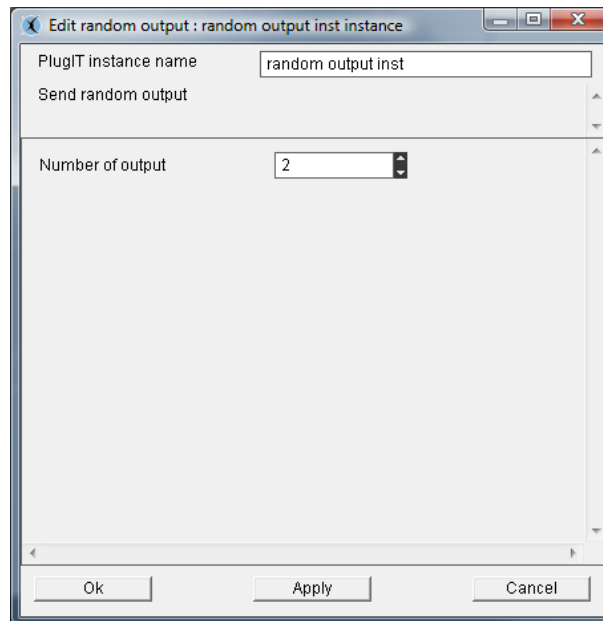 Edit random output : random output inst instance
PlugIT instance name random output inst
Send random output
Number of output 2
Ok Apply Cancel